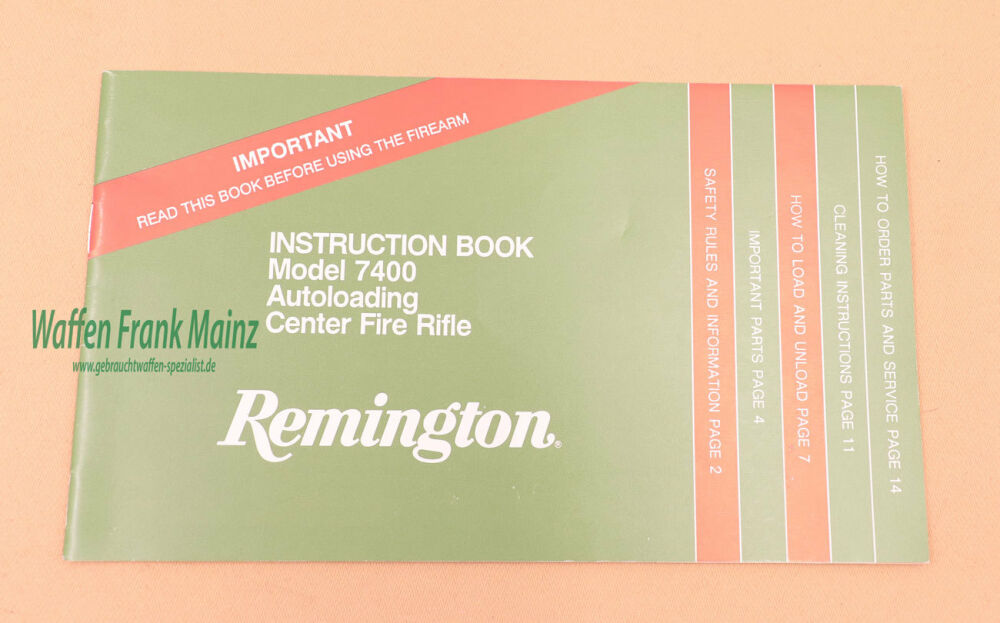 IMPORTANT
READ THIS BOOK BEFORE USING THE FIREARM
INSTRUCTION BOOK
Model 7400
Autoloading
Center Fire Rifle
Remington®
SAFETY RULES AND INFORMATION PAGE 2
IMPORTANT PARTS PAGE 4
HOW TO LOAD AND UNLOAD PAGE 7
CLEANING INSTRUCTIONS PAGE 11
HOW TO ORDER PARTS AND SERVICE PAGE 14
Waffen Frank Mainz
www.gebrauchtwaffen-spezialist.de